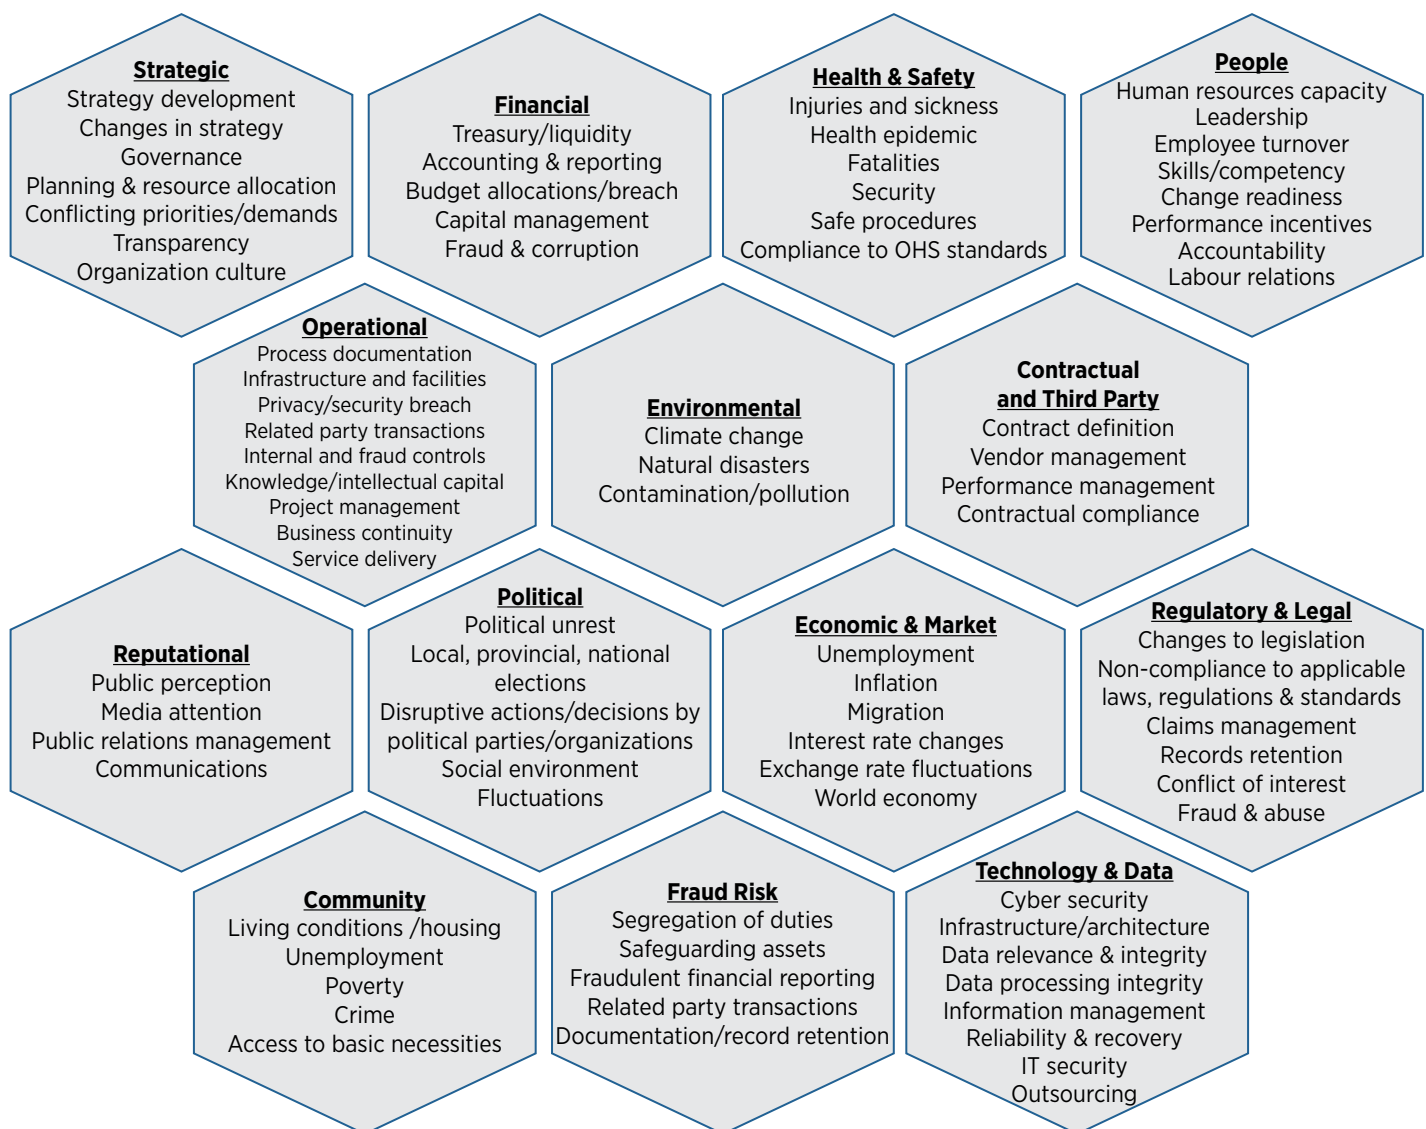 Strategic
Strategy development
Changes in strategy
Governance
Planning & resource allocation
Conflicting priorities/demands
Transparency
Organization culture
Financial
Treasury/liquidity
Accounting & reporting
Budget allocations/breach
Capital management
Fraud & corruption
Health & Safety
Injuries and sickness
Health epidemic
Fatalities
Security
Safe procedures
Compliance to OHS standards
People
Human resources capacity
Leadership
Employee turnover
Skills/competency
Change readiness
Performance incentives
Accountability
Labour relations
Operational
Process documentation
Infrastructure and facilities
Privacy/security breach
Related party transactions
Internal and fraud controls
Knowledge/intellectual capital
Project management
Business continuity
Service delivery
Environmental
Climate change
Natural disasters
Contamination/pollution
Contractual
and Third Party
Contract definition
Vendor management
Performance management
Contractual compliance
Reputational
Public perception
Media attention
Public relations management
Communications
Political
Political unrest
Local, provincial, national
elections
Disruptive actions/decisions by
political parties/organizations
Social environment
Fluctuations
Economic & Market
Unemployment
Inflation
Migration
Interest rate changes
Exchange rate fluctuations
World economy
Regulatory & Legal
Changes to legislation
Non-compliance to applicable
laws, regulations & standards
Claims management
Records retention
Conflict of interest
Fraud & abuse
Community
Living conditions /housing
Unemployment
Poverty
Crime
Access to basic necessities
Fraud Risk
Segregation of duties
Safeguarding assets
Fraudulent financial reporting
Related party transactions
Documentation/record retention
Technology & Data
Cyber security
Infrastructure/architecture
Data relevance & integrity
Data processing integrity
Information management
Reliability & recovery
IT security
Outsourcing